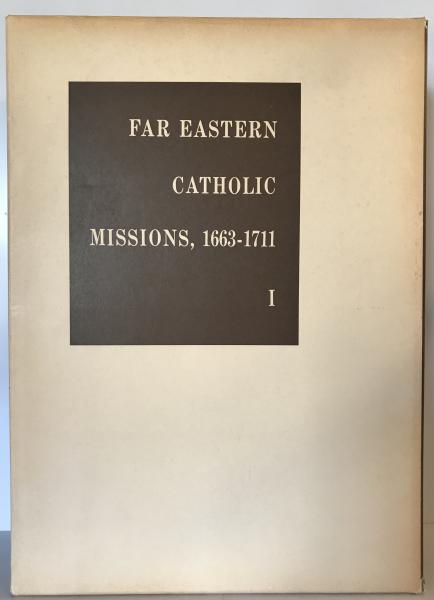 FAR EASTERN
CATHOLIC
MISSIONS, 1663-1711
I